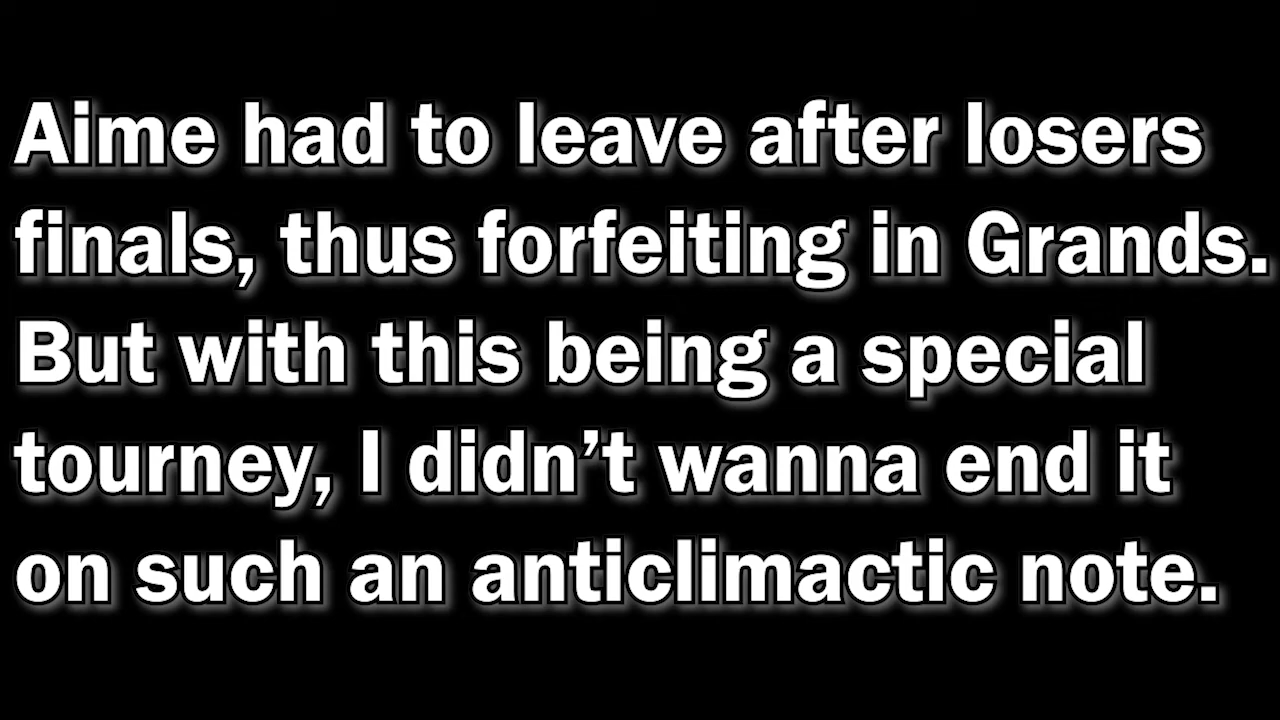 Aime had to leave after losers
finals, thus forfeiting in Grands.
But with this being a special
tourney, I didn’t wanna end it
on such an anticlimactic note.